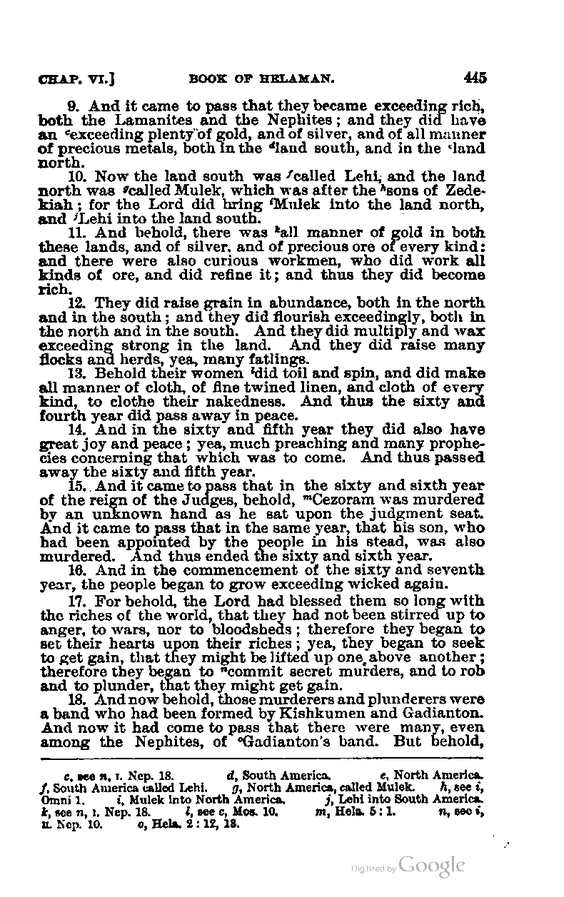 CHAP. VI.] BOOK OF HELAMAN. 445
9. And it came to pass that they became exceeding rich,
both the Lamanites and the Nephites; and they did have
an ᶜexceeding plenty of gold, and of silver, and of all manner
of precious metals, both in the ᵈland south, and in the ᵉland
north.
10. Now the land south was ᶠcalled Lehi, and the land
north was ᵍcalled Mulek, which was after the ʰsons of Zede-
kiah; for the Lord did bring ⁱMulek into the land north,
and ʲLehi into the land south.
11. And behold, there was ᵏall manner of gold in both
these lands, and of silver, and of precious ore of every kind:
and there were also curious workmen, who did work all
kinds of ore, and did refine it; and thus they did become
rich.
12. They did raise grain in abundance, both in the north
and in the south; and they did flourish exceedingly, both in
the north and in the south. And they did multiply and wax
exceeding strong in the land. And they did raise many
flocks and herds, yea, many fatlings.
13. Behold their women ˡdid toil and spin, and did make
all manner of cloth, of fine twined linen, and cloth of every
kind, to clothe their nakedness. And thus the sixty and
fourth year did pass away in peace.
14. And in the sixty and fifth year they did also have
great joy and peace; yea, much preaching and many prophe-
cies concerning that which was to come. And thus passed
away the sixty and fifth year.
15. And it came to pass that in the sixty and sixth year
of the reign of the Judges, behold, ᵐCezoram was murdered
by an unknown hand as he sat upon the judgment seat.
And it came to pass that in the same year, that his son, who
had been appointed by the people in his stead, was also
murdered. And thus ended the sixty and sixth year.
16. And in the commencement of the sixty and seventh
year, the people began to grow exceeding wicked again.
17. For behold, the Lord had blessed them so long with
the riches of the world, that they had not been stirred up to
anger, to wars, nor to bloodsheds; therefore they began to
set their hearts upon their riches; yea, they began to seek
to get gain, that they might be lifted up one above another;
therefore they began to ⁿcommit secret murders, and to rob
and to plunder, that they might get gain.
18. And now behold, those murderers and plunderers were
a band who had been formed by Kishkumen and Gadianton.
And now it had come to pass that there were many, even
among the Nephites, of ᵒGadianton's band. But behold,
c, see n, I. Nep. 18. d, South America. e, North America.
f, South America called Lehi. g, North America, called Mulek. h, see i,
Omni 1. i, Mulek into North America. j, Lehi into South America.
k, see n, I. Nep. 18. l, see c, Mos. 10. m, Hela. 5:1. n, see i,
II. Nep. 10. o, Hela. 2:12, 13.
Digitized by Google